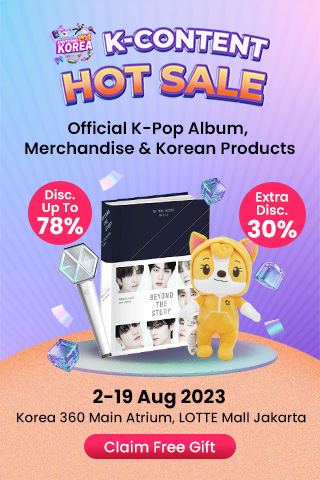 KOREA
K-CONTENT
HOT SALE
Official K-Pop Album,
Merchandise & Korean Products
Disc.
Up To
78%
Extra
Disc.
30%
BEYOND
THE
STORY
2-19 Aug 2023
Korea 360 Main Atrium, LOTTE Mall Jakarta
Claim Free Gift